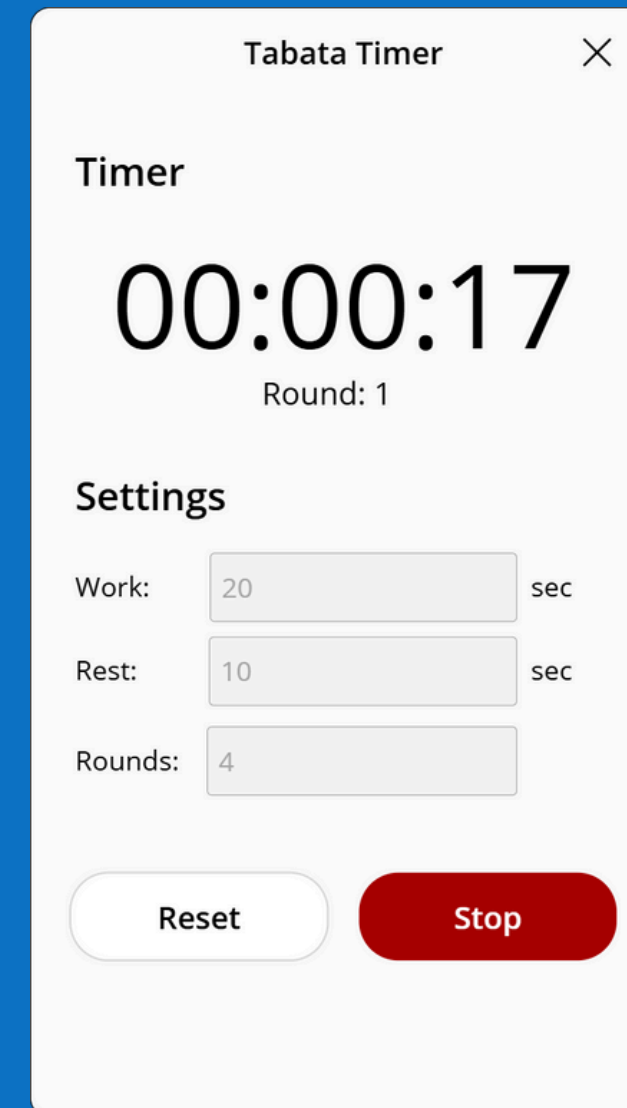 Tabata Timer
Timer
00:00:17
Round: 1
Settings
Work: 20 sec
Rest: 10 sec
Rounds: 4
Reset Stop